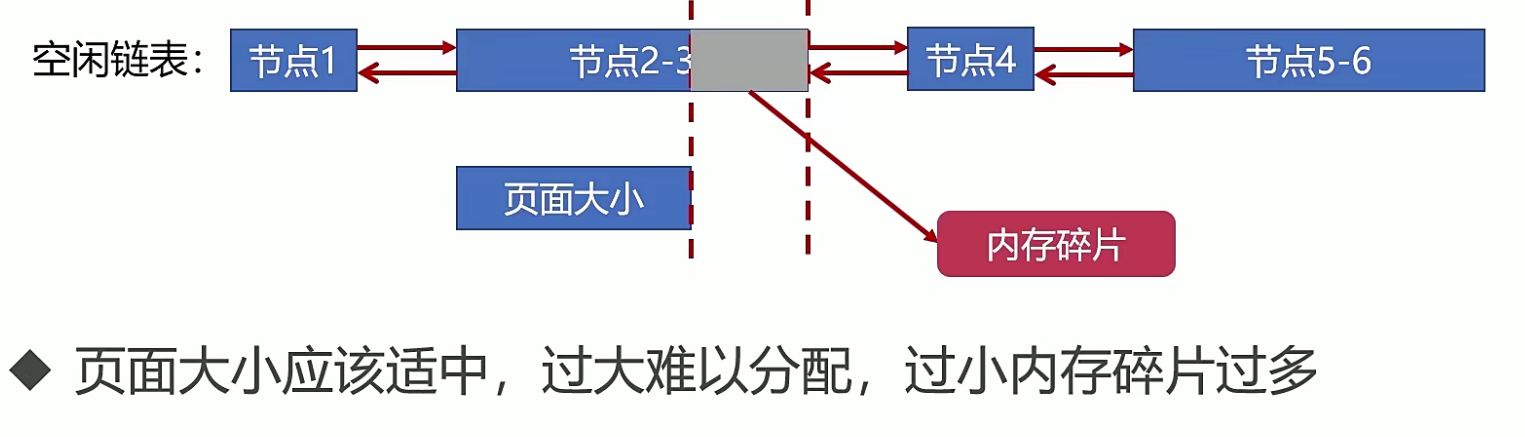 空闲链表： 节点1 节点2-3 节点4 节点5-6
页面大小
内存碎片
◆ 页面大小应该适中，过大难以分配，过小内存碎片过多